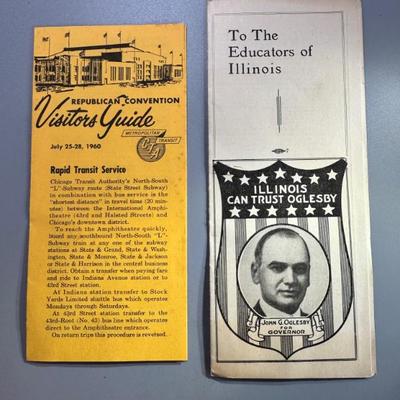 REPUBLICAN CONVENTION
Visitors Guide
METROPOLITAN
TRANSIT
CTA
July 25-28, 1960
Rapid Transit Service
Chicago Transit Authority's North-South
"L"-Subway route (State Street Subway)
in combination with bus service is the
"shortest distance" in travel time (20 min-
utes) between the International Amphi-
theatre (43rd and Halsted Streets) and
Chicago's downtown district.
To reach the Amphitheatre quickly,
board any southbound North-South "L"-
Subway train at any one of the subway
stations at State & Grand, State & Wash-
ington, State & Monroe, State & Jackson
or State & Harrison in the central business
district. Obtain a transfer when paying fare
and ride to Indiana Avenue station or to
43rd Street station.
At Indiana station transfer to Stock
Yards Limited shuttle bus which operates
Mondays through Saturdays.
At 43rd Street station transfer to the
43rd-Root (No. 43) bus line which operates
direct to the Amphitheatre entrance.
On return trips this procedure is reversed.
To The
Educators of
Illinois
ILLINOIS
CAN TRUST OGLESBY
JOHN G. OGLESBY
FOR
GOVERNOR